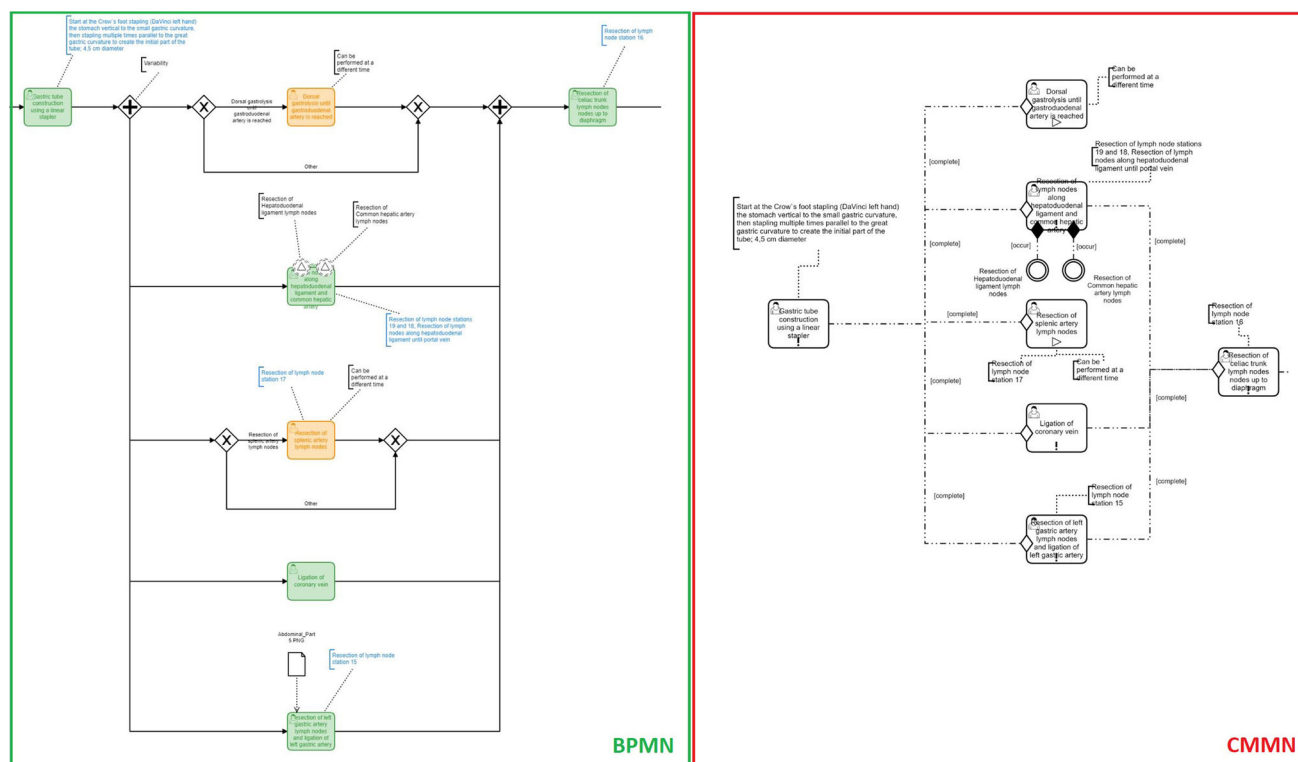 Start at the Crow´s foot stapling (DaVinci left hand)
the stomach vertical to the small gastric curvature,
then stapling multiple times parallel to the great
gastric curvature to create the initial part of the
tube; 4,5 cm diameter
Variability
Can be
performed at a
different time
Resection of lymph
node station 16
Gastric tube
construction
using a linear
stapler
Dorsal gastrolysis
until
gastroduodenal
artery is reached
Dorsal
gastrolysis until
gastroduodenal
artery is reached
Resection of
celiac trunk
lymph nodes
nodes up to
diaphragm
Other
Resection of
Hepatoduodenal
ligament lymph nodes
Resection of
Common hepatic artery
lymph nodes
along
hepatoduodenal
ligament and
common hepatic
artery
Resection of lymph node stations
19 and 18, Resection of lymph
nodes along hepatoduodenal
ligament until portal vein
Resection of lymph node
station 17
Can be
performed at a
different time
Resection of
splenic artery
lymph nodes
Resection of
splenic artery
lymph nodes
Other
Ligation of
coronary vein
Abdominal_Part
5.PNG
Resection of lymph node
station 15
Resection of left
gastric artery
lymph nodes
and ligation of
left gastric artery
BPMN
Can be
performed at a
different time
Dorsal
gastrolysis until
gastroduodenal
artery is reached
[complete]
Resection of lymph node stations
19 and 18, Resection of lymph
nodes along hepatoduodenal
ligament until portal vein
Resection of
lymph nodes
along
hepatoduodenal
ligament and
common hepatic
artery
Start at the Crow´s foot stapling (DaVinci left hand)
the stomach vertical to the small gastric curvature,
then stapling multiple times parallel to the great
gastric curvature to create the initial part of the
tube; 4,5 cm diameter
[complete]
[complete]
[occur]
[occur]
Resection of
Hepatoduodenal
ligament lymph
nodes
Resection of
Common hepatic
artery lymph nodes
Gastric tube
construction
using a linear
stapler
[complete]
Resection of
splenic artery
lymph nodes
Resection of
lymph node
station 17
Can be
performed at a
different time
Resection of
lymph node
station 16
Resection of
celiac trunk
lymph nodes
nodes up to
diaphragm
[complete]
[complete]
Ligation of
coronary vein
[complete]
[complete]
Resection of
lymph node
station 15
Resection of left
gastric artery
lymph nodes
and ligation of
left gastric artery
CMMN